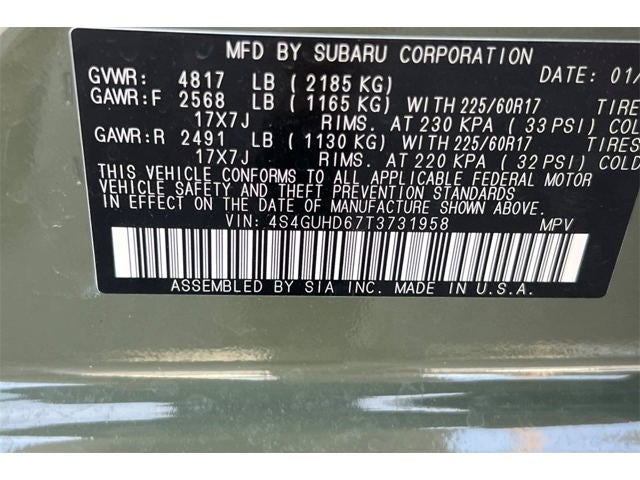 MFD BY SUBARU CORPORATION
GVWR: 4817 LB (2185 KG) DATE: 01/
GAWR:F 2568 LB (1165 KG) WITH 225/60R17 TIRE
17X7J RIMS. AT 230 KPA (33 PSI) COLD
GAWR:R 2491 LB (1130 KG) WITH 225/60R17 TIRES
17X7J RIMS. AT 220 KPA (32 PSI) COLD
THIS VEHICLE CONFORMS TO ALL APPLICABLE FEDERAL MOTOR
VEHICLE SAFETY AND THEFT PREVENTION STANDARDS
IN EFFECT ON THE DATE OF MANUFACTURE SHOWN ABOVE.
VIN: 4S4GUHD67T3731958 MPV
ASSEMBLED BY SIA INC. MADE IN U.S.A.